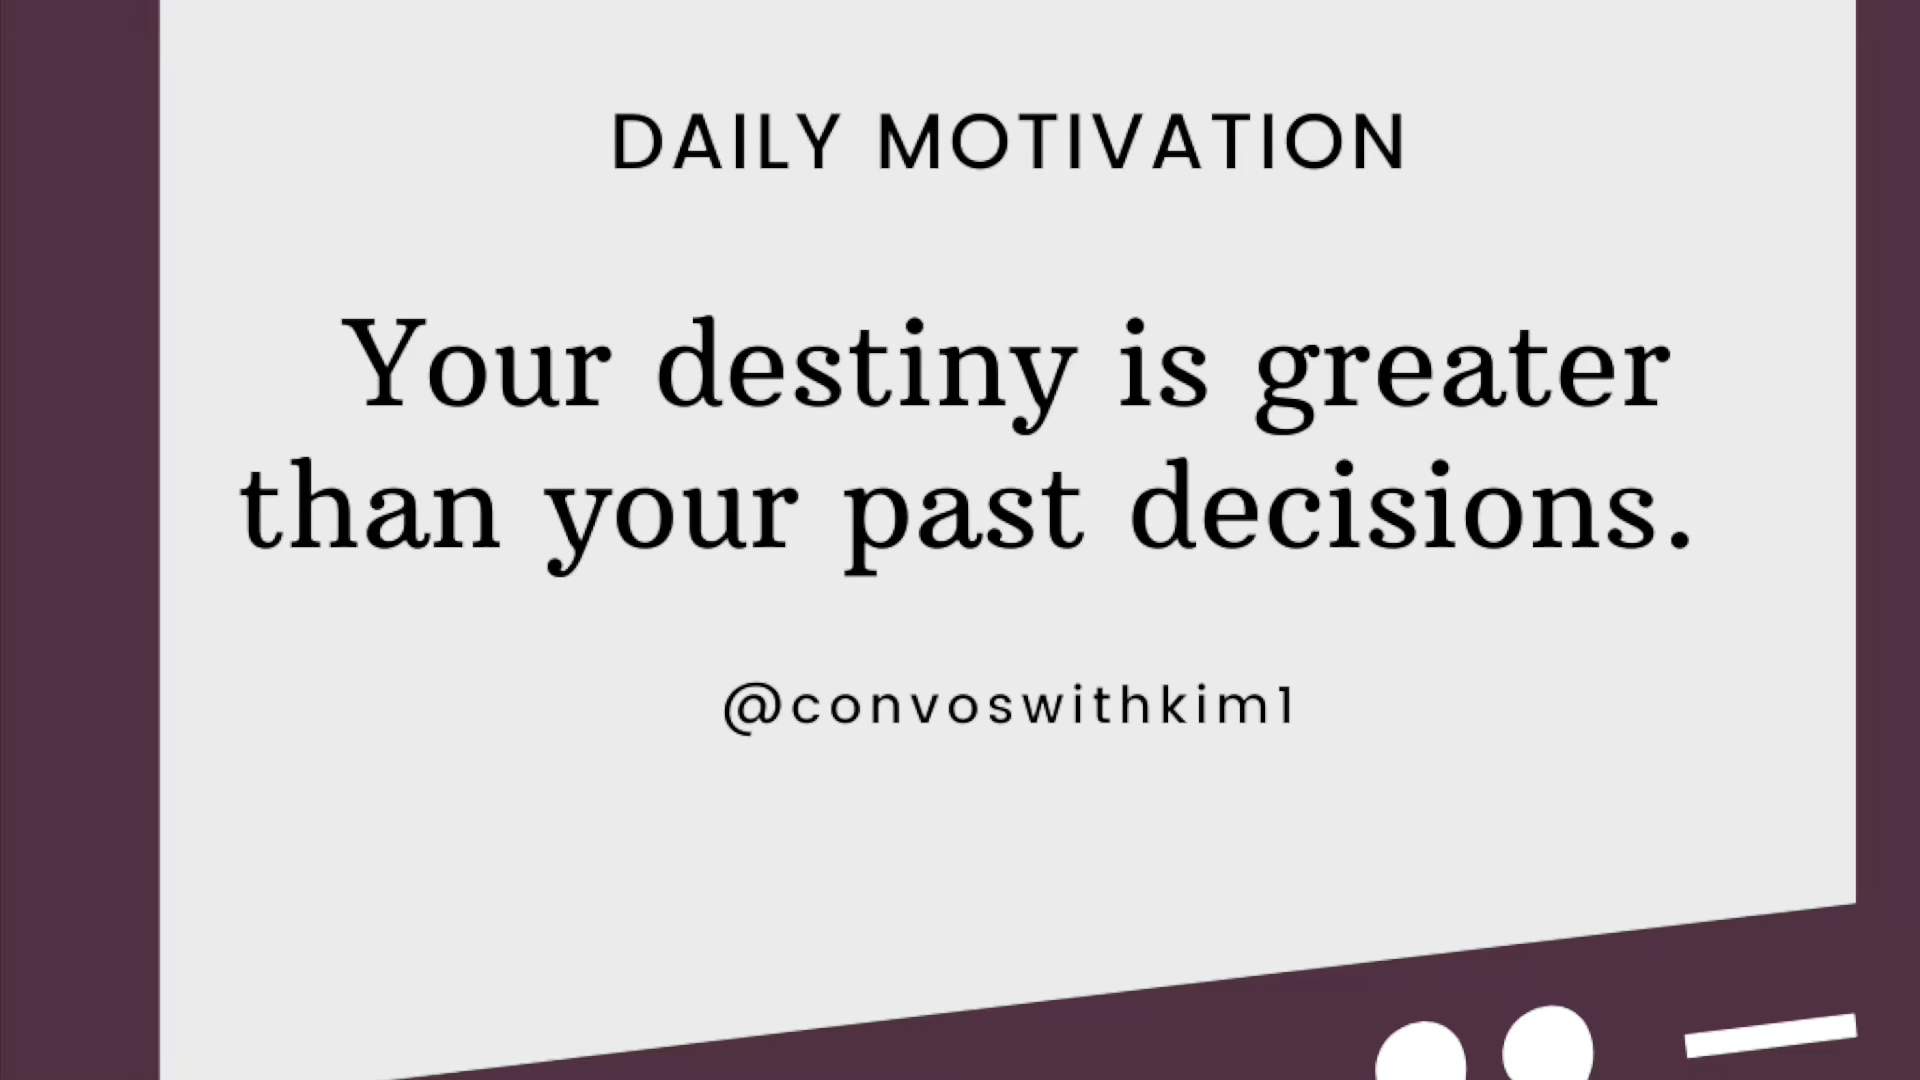 DAILY MOTIVATION
Your destiny is greater
than your past decisions.
@convoswithkim1